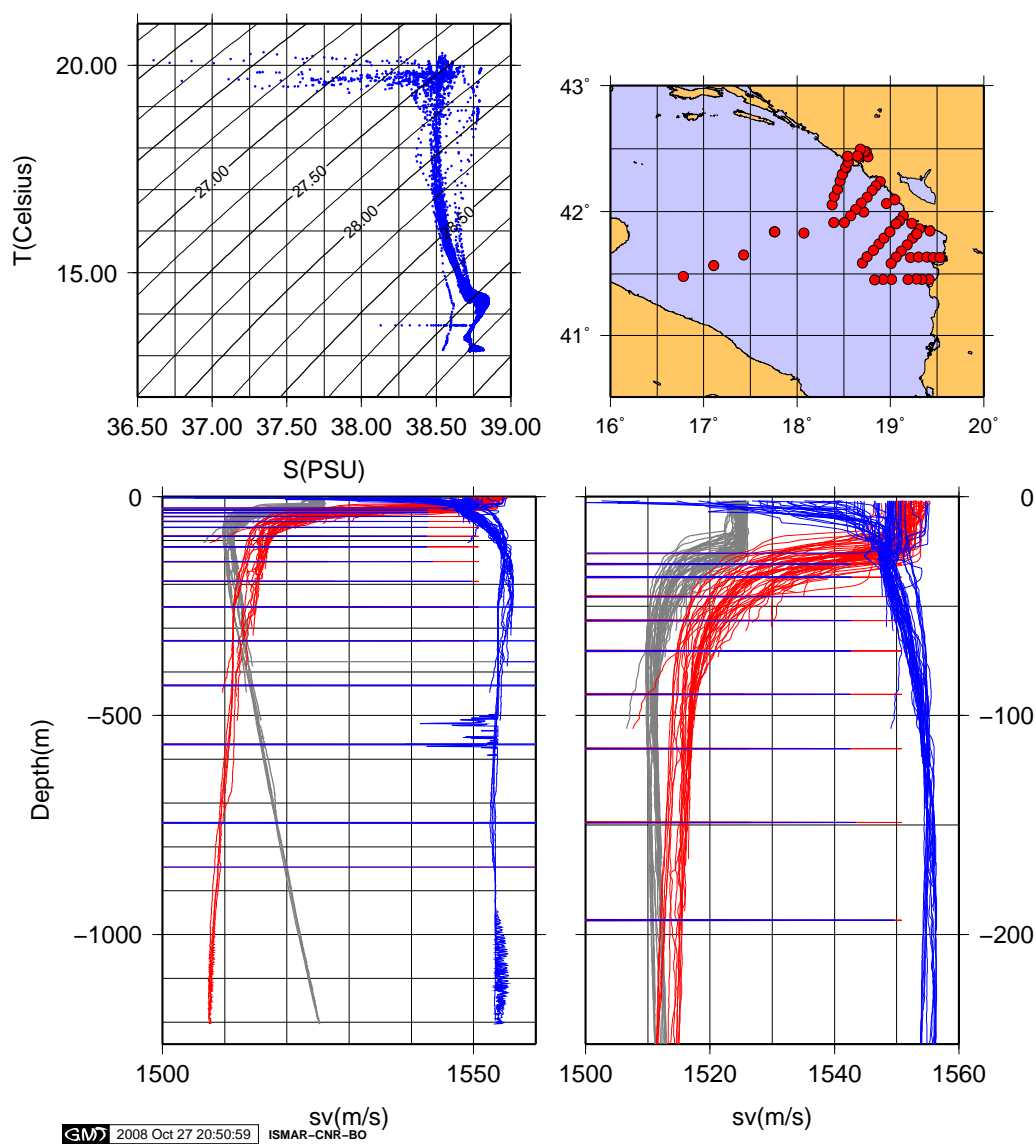 20.00
15.00
T(Celsius)
27.00
27.50
28.00
28.50
36.50 37.00 37.50 38.00 38.50 39.00
S(PSU)
43˚
42˚
41˚
16˚ 17˚ 18˚ 19˚ 20˚
0
−500
−1000
Depth(m)
1500 1550
sv(m/s)
0
−100
−200
1500 1520 1540 1560
sv(m/s)
GMT 2008 Oct 27 20:50:59 ISMAR−CNR−BO